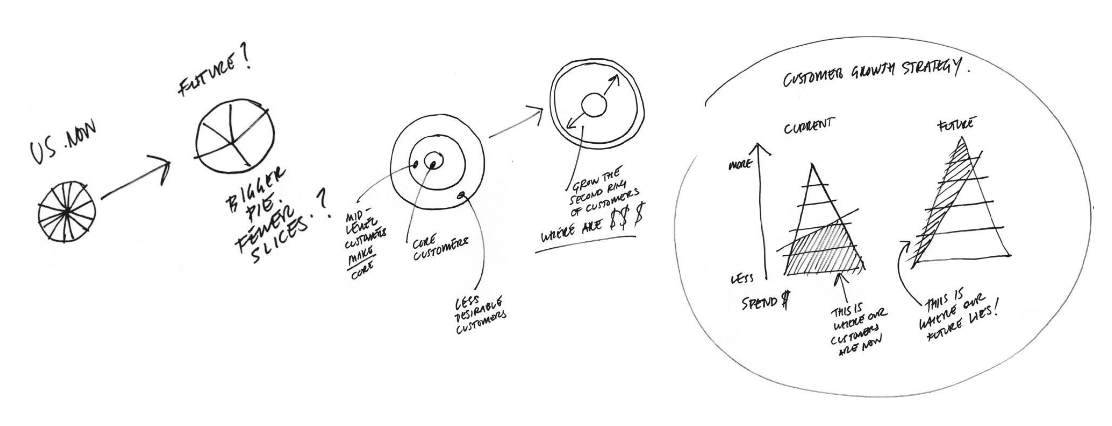 US. NOW
FUTURE?
BIGGER
PIE.
FEWER
SLICES.?
MID-
LEVEL
CUSTOMERS
MAKE
CORE
CORE
CUSTOMERS
LESS
DESIRABLE
CUSTOMERS
GROW THE
SECOND RING
OF CUSTOMERS
WHERE ARE $$$
CUSTOMER GROWTH STRATEGY.
CURRENT
MORE
LESS
SPEND $
THIS IS
WHERE OUR
CUSTOMERS
ARE NOW
FUTURE
THIS IS
WHERE OUR
FUTURE LIES!